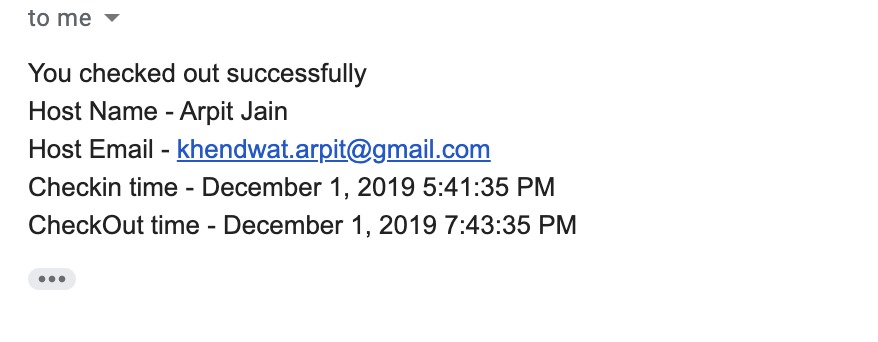 to me
You checked out successfully
Host Name - Arpit Jain
Host Email - khendwat.arpit@gmail.com
Checkin time - December 1, 2019 5:41:35 PM
CheckOut time - December 1, 2019 7:43:35 PM